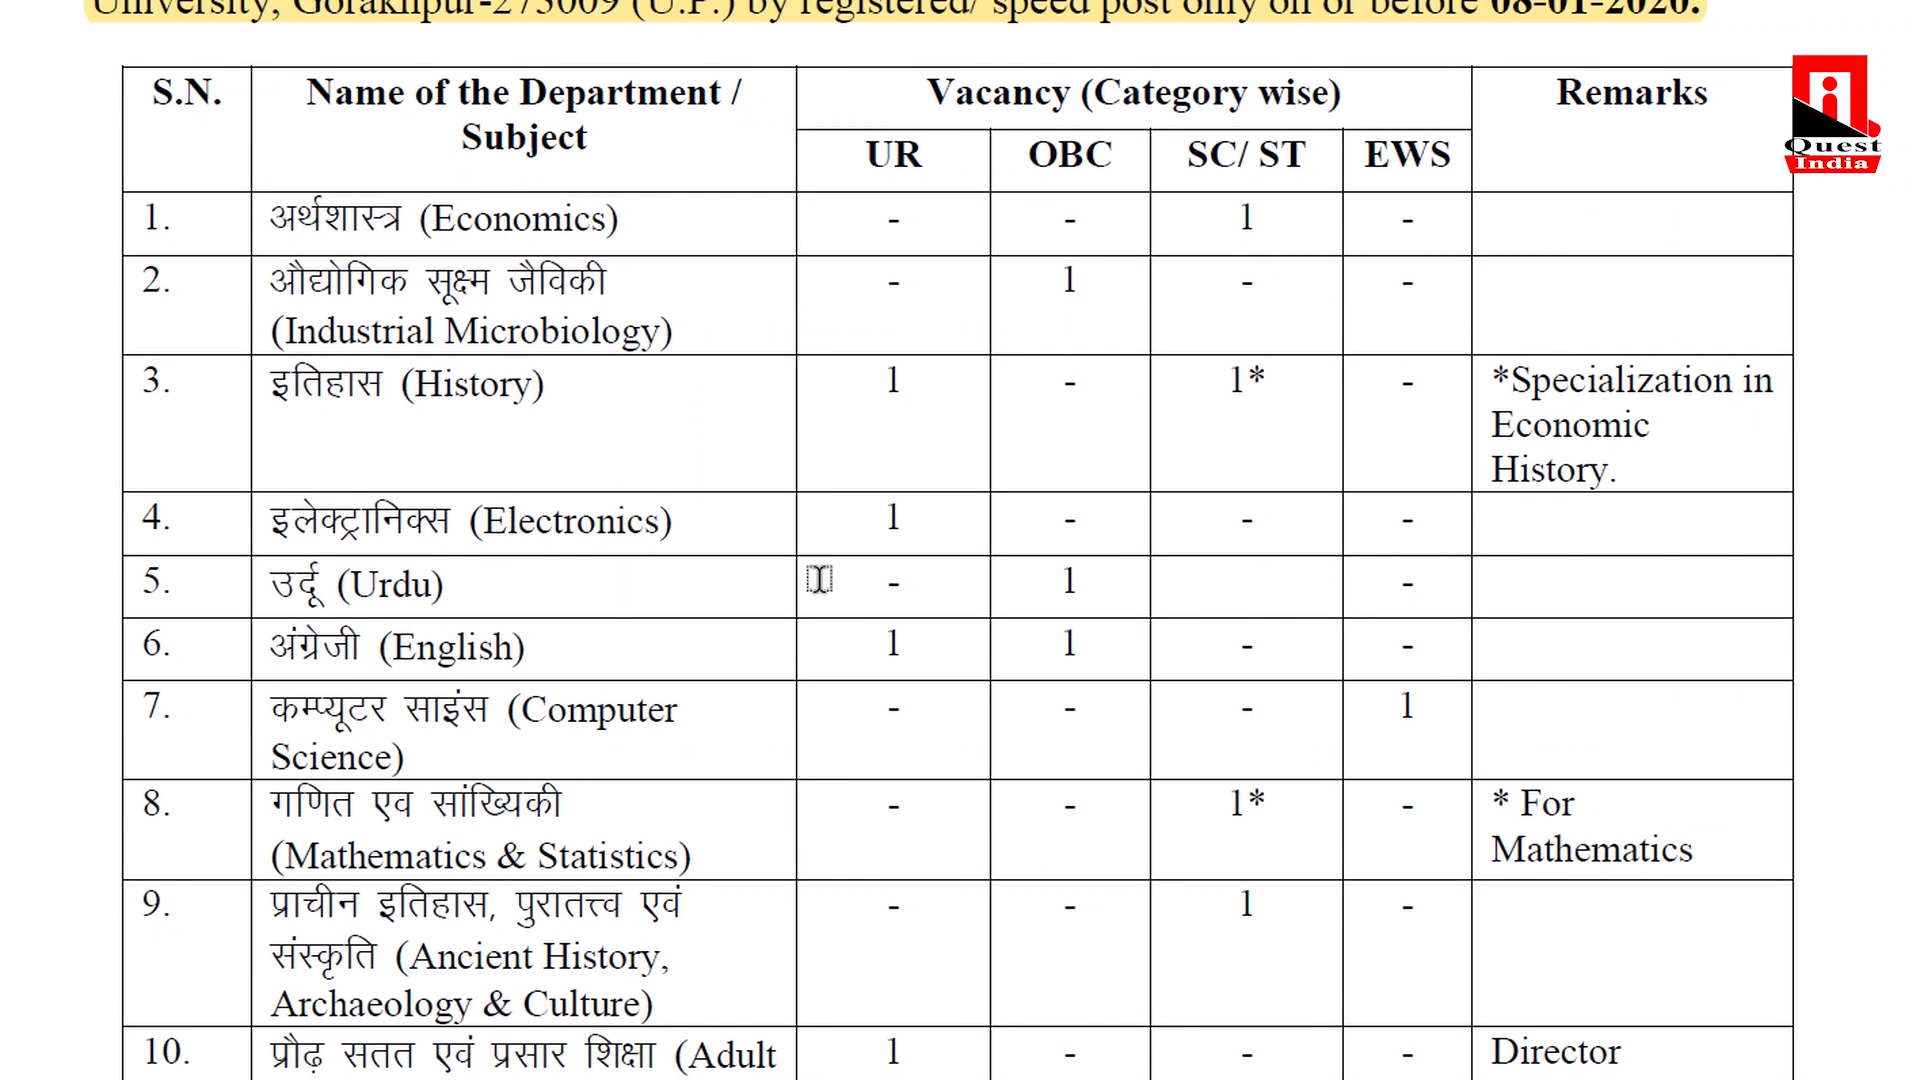 University, Gorakhpur-273009 (U.P.) by registered/ speed post only on or before 08-01-2020.
S.N. Name of the Department / Subject Vacancy (Category wise) Remarks
UR OBC SC/ ST EWS
1. अर्थशास्त्र (Economics) - - 1 -
2. औद्योगिक सूक्ष्म जैविकी - 1 - -
(Industrial Microbiology)
3. इतिहास (History) 1 - 1* - *Specialization in
Economic
History.
4. इलेक्ट्रानिक्स (Electronics) 1 - - -
5. उर्दू (Urdu) - 1 -
6. अंग्रेजी (English) 1 1 - -
7. कम्प्यूटर साइंस (Computer - - - 1
Science)
8. गणित एव सांख्यिकी - - 1* - * For
(Mathematics & Statistics) Mathematics
9. प्राचीन इतिहास, पुरातत्त्व एवं - - 1 -
संस्कृति (Ancient History,
Archaeology & Culture)
10. प्रौढ़ सतत एवं प्रसार शिक्षा (Adult 1 - - - Director
Quest
India